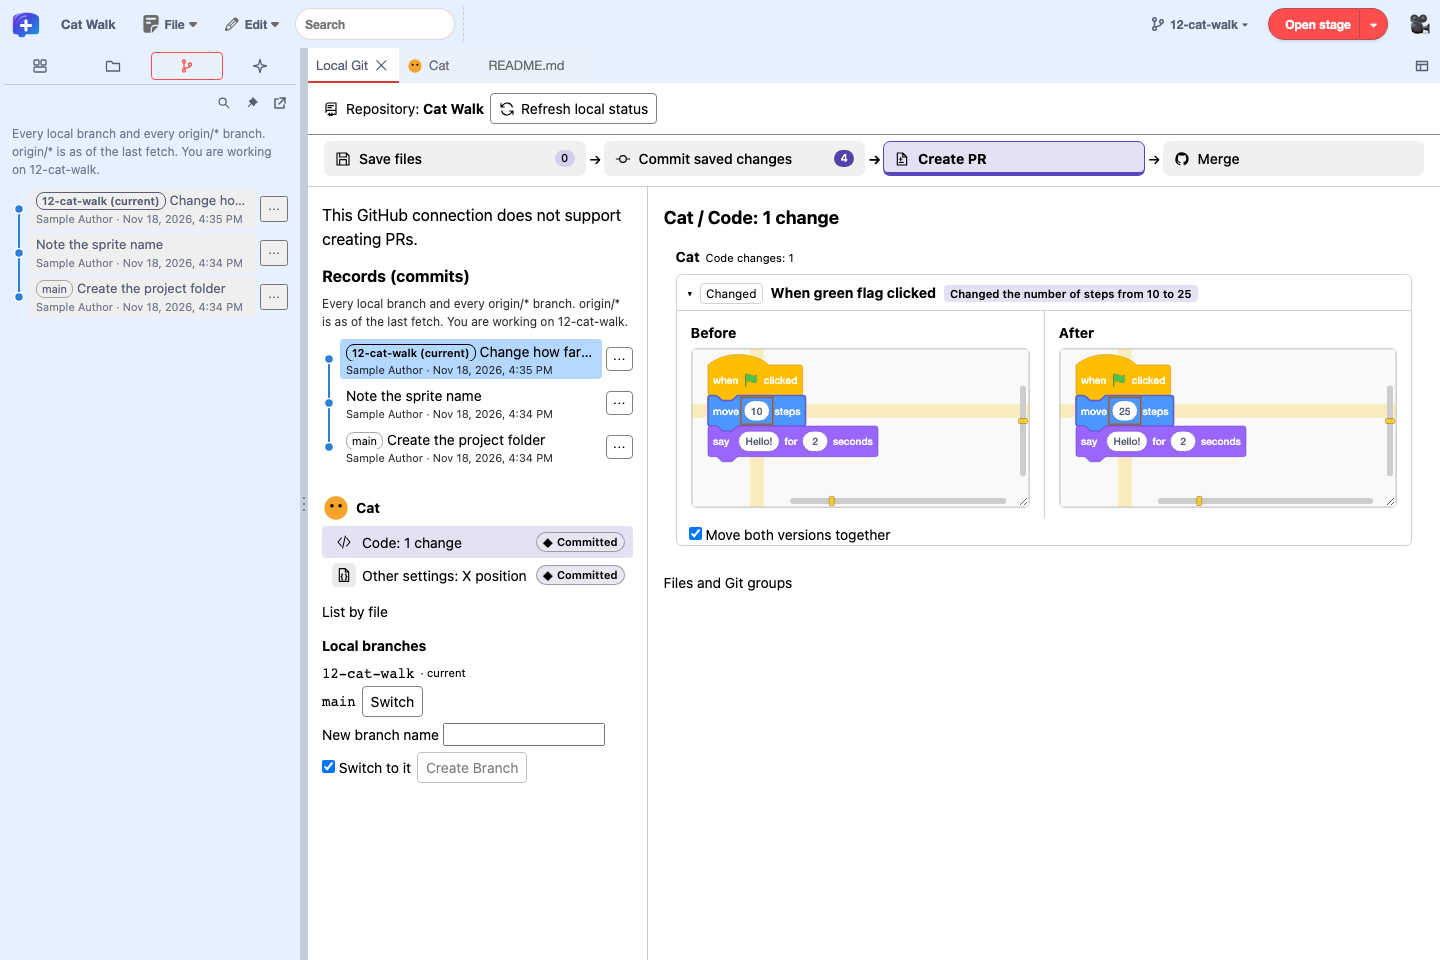 Cat Walk
File
Edit
Search
12-cat-walk
Open stage
Local Git
Cat
README.md
Every local branch and every origin/* branch.
origin/* is as of the last fetch. You are working
on 12-cat-walk.
12-cat-walk (current) Change ho...
Sample Author · Nov 18, 2026, 4:35 PM
Note the sprite name
Sample Author · Nov 18, 2026, 4:34 PM
main Create the project folder
Sample Author · Nov 18, 2026, 4:34 PM
Repository: Cat Walk
Refresh local status
Save files 0
Commit saved changes 4
Create PR
Merge
This GitHub connection does not support
creating PRs.
Records (commits)
Every local branch and every origin/* branch. origin/*
is as of the last fetch. You are working on 12-cat-walk.
12-cat-walk (current) Change how far...
Sample Author · Nov 18, 2026, 4:35 PM
Note the sprite name
Sample Author · Nov 18, 2026, 4:34 PM
main Create the project folder
Sample Author · Nov 18, 2026, 4:34 PM
Cat
Code: 1 change Committed
Other settings: X position Committed
List by file
Local branches
12-cat-walk · current
main Switch
New branch name
Switch to it Create Branch
Cat / Code: 1 change
Cat Code changes: 1
Changed When green flag clicked Changed the number of steps from 10 to 25
Before
when clicked
move 10 steps
say Hello! for 2 seconds
After
when clicked
move 25 steps
say Hello! for 2 seconds
Move both versions together
Files and Git groups